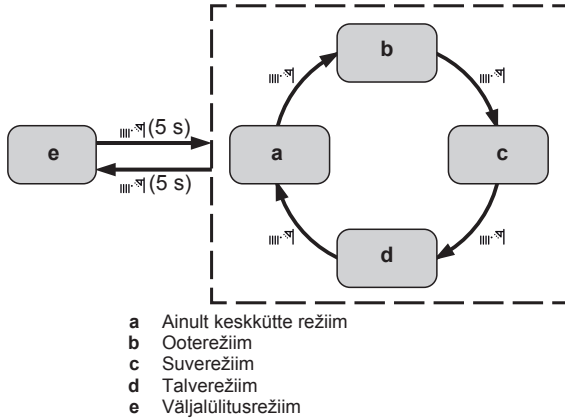 b
(5 s)
e
a
c
(5 s)
d
a Ainult keskkütte režiim
b Ooterežiim
c Suverežiim
d Talverežiim
e Väljalülitusrežiim